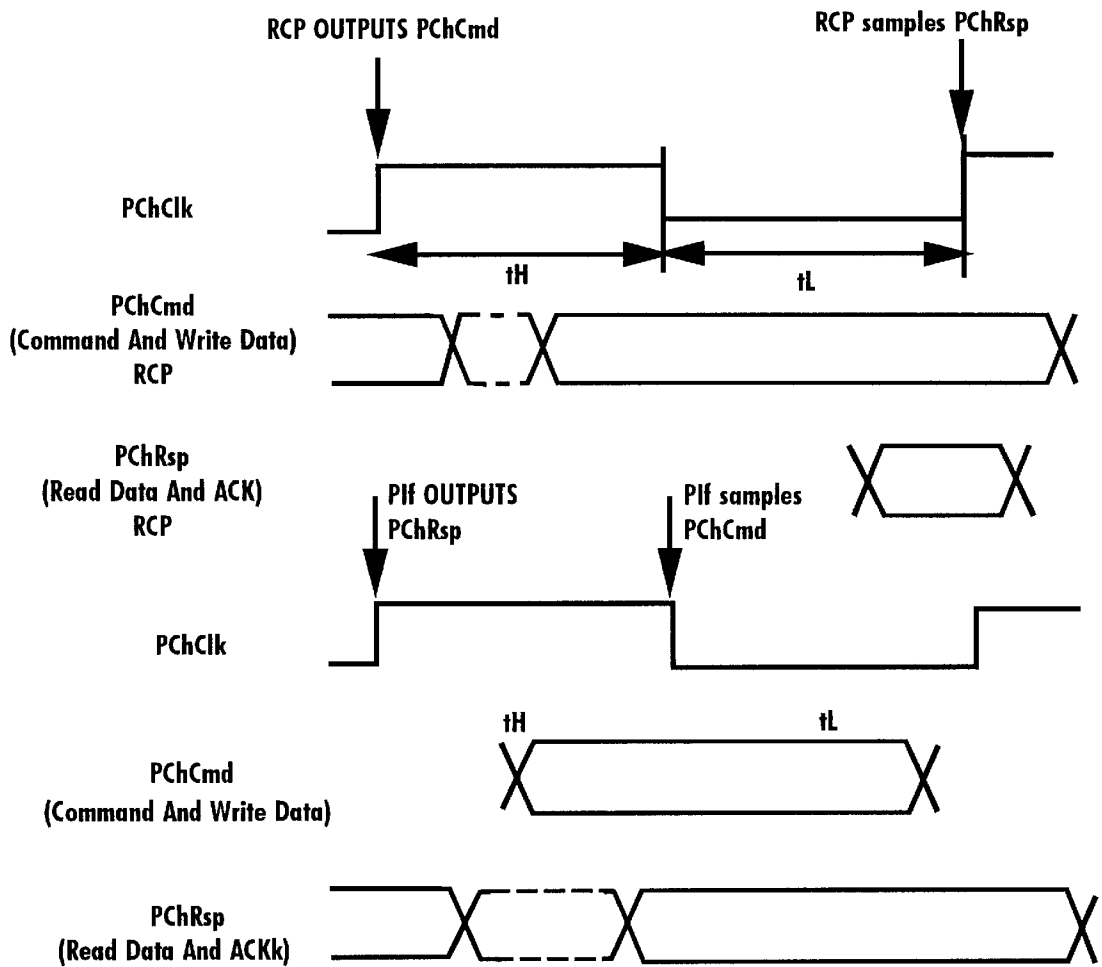 RCP OUTPUTS PChCmd
RCP samples PChRsp
PChClk
tH
tL
PChCmd
(Command And Write Data)
RCP
PChRsp
(Read Data And ACK)
RCP
PIf OUTPUTS
PChRsp
PIf samples
PChCmd
PChClk
tH
tL
PChCmd
(Command And Write Data)
PChRsp
(Read Data And ACKk)